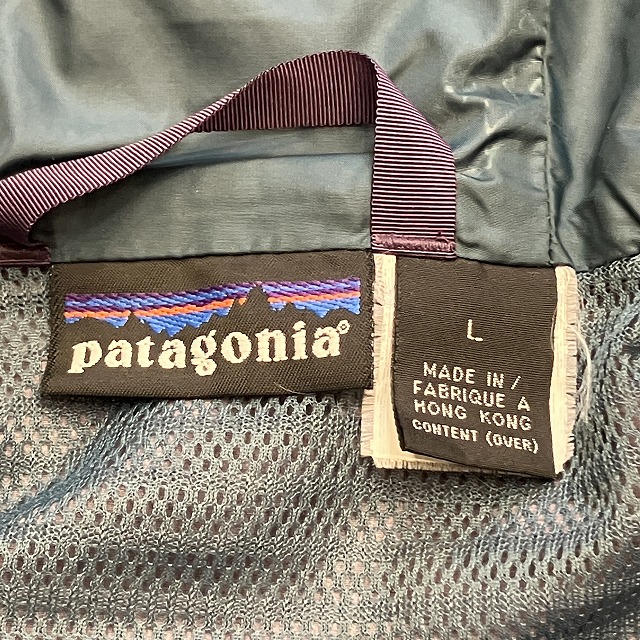 patagonia®
L
MADE IN /
FABRIQUE A
HONG KONG
CONTENT (OVER)